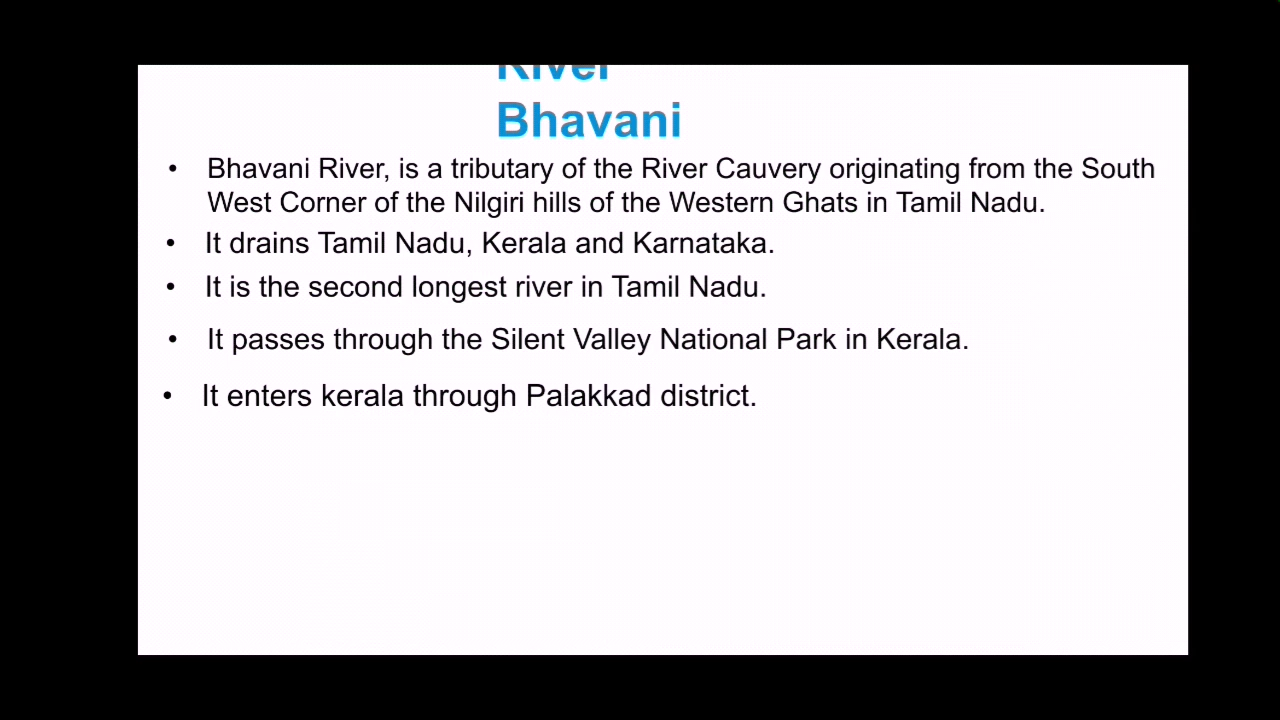 River
Bhavani
• Bhavani River, is a tributary of the River Cauvery originating from the South
West Corner of the Nilgiri hills of the Western Ghats in Tamil Nadu.
• It drains Tamil Nadu, Kerala and Karnataka.
• It is the second longest river in Tamil Nadu.
• It passes through the Silent Valley National Park in Kerala.
• It enters kerala through Palakkad district.